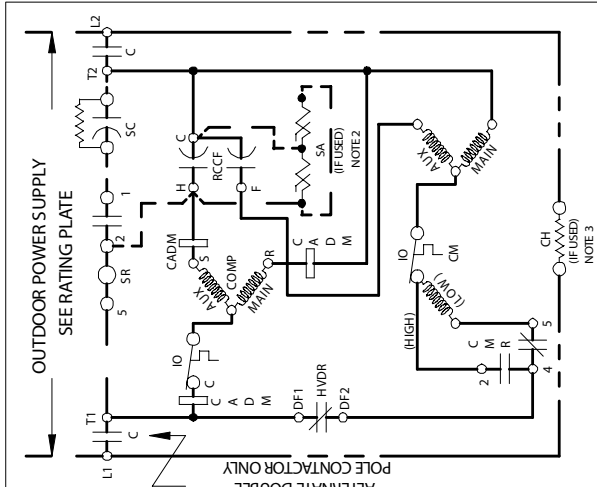 OUTDOOR POWER SUPPLY
SEE RATING PLATE
L1
C
T1
5
SR
2
1
SC
T2
C
L2
ALTERNATE DOUBLE
POLE CONTACTOR ONLY
C
A
D
M
C
IO
COMP
AUX
MAIN
S
R
CADM
H
C
RCCF
F
C
A
D
M
SA
(IF USED)
NOTE 2
DF1
HVDR
DF2
(HIGH)
(LOW)
IO
CM
AUX
MAIN
2
C
M
R
4
5
CH
(IF USED)
NOTE 3